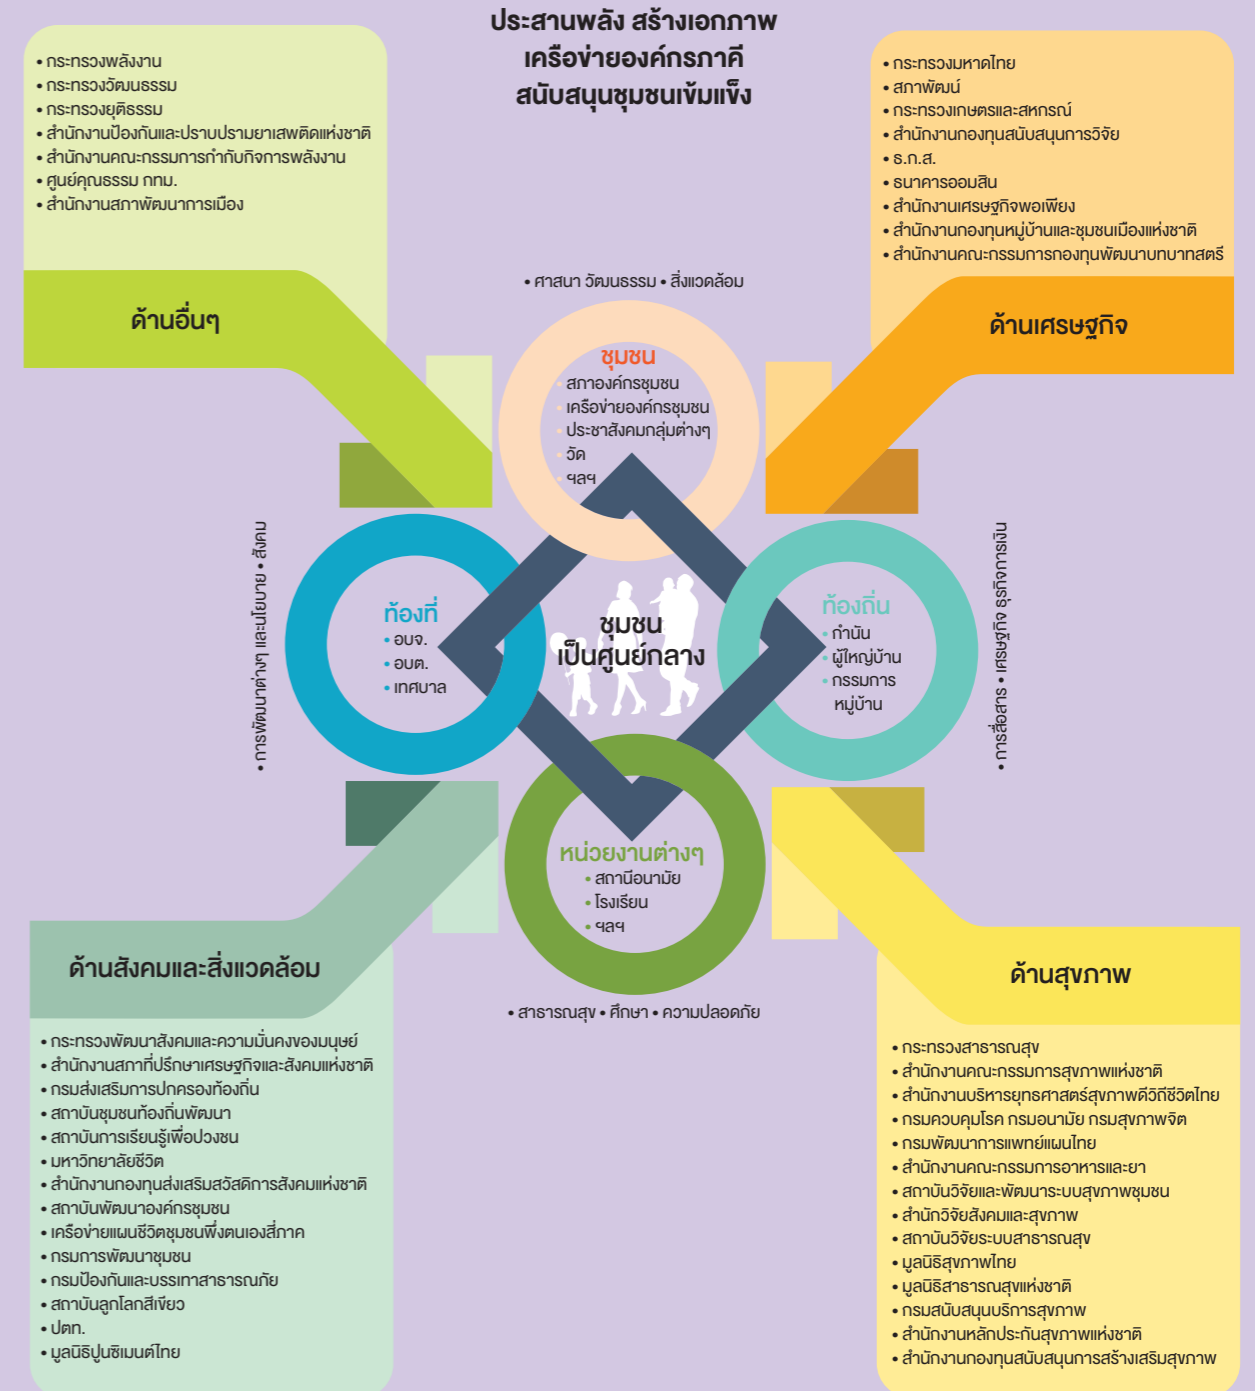 ประสานพลัง สร้างเอกภาพ
เครือข่ายองค์กรภาคี
สนับสนุนชุมชนเข้มแข็ง
• กระทรวงพลังงาน
• กระทรวงวัฒนธรรม
• กระทรวงยุติธรรม
• สำนักงานป้องกันและปราบปรามยาเสพติดแห่งชาติ
• สำนักงานคณะกรรมการกำกับกิจการพลังงาน
• ศูนย์คุณธรรม กทม.
• สำนักงานสภาพัฒนาการเมือง
ด้านอื่นๆ
• กระทรวงมหาดไทย
• สภาพัฒน์
• กระทรวงเกษตรและสหกรณ์
• สำนักงานกองทุนสนับสนุนการวิจัย
• ธ.ก.ส.
• ธนาคารออมสิน
• สำนักงานเศรษฐกิจพอเพียง
• สำนักงานกองทุนหมู่บ้านและชุมชนเมืองแห่งชาติ
• สำนักงานคณะกรรมการกองทุนพัฒนาบทบาทสตรี
ด้านเศรษฐกิจ
• ศาสนา วัฒนธรรม • สิ่งแวดล้อม
ชุมชน
• สภาองค์กรชุมชน
• เครือข่ายองค์กรชุมชน
• ประชาสังคมกลุ่มต่างๆ
• วัด
• ฯลฯ
• การพัฒนาต่างๆ และนโยบาย • สังคม
ท้องที่
• อบจ.
• อบต.
• เทศบาล
ชุมชน
เป็นศูนย์กลาง
ท้องถิ่น
• กำนัน
• ผู้ใหญ่บ้าน
• กรรมการ
หมู่บ้าน
• การสื่อสาร • เศรษฐกิจ ธุรกิจการเงิน
หน่วยงานต่างๆ
• สถานีอนามัย
• โรงเรียน
• ฯลฯ
• สาธารณสุข • ศึกษา • ความปลอดภัย
ด้านสังคมและสิ่งแวดล้อม
• กระทรวงพัฒนาสังคมและความมั่นคงของมนุษย์
• สำนักงานสภาที่ปรึกษาเศรษฐกิจและสังคมแห่งชาติ
• กรมส่งเสริมการปกครองท้องถิ่น
• สถาบันชุมชนท้องถิ่นพัฒนา
• สถาบันการเรียนรู้เพื่อปวงชน
• มหาวิทยาลัยชีวิต
• สำนักงานกองทุนส่งเสริมสวัสดิการสังคมแห่งชาติ
• สถาบันพัฒนาองค์กรชุมชน
• เครือข่ายแผนชีวิตชุมชนพึ่งตนเองสี่ภาค
• กรมการพัฒนาชุมชน
• กรมป้องกันและบรรเทาสาธารณภัย
• สถาบันลูกโลกสีเขียว
• ปตท.
• มูลนิธิปูนซิเมนต์ไทย
ด้านสุขภาพ
• กระทรวงสาธารณสุข
• สำนักงานคณะกรรมการสุขภาพแห่งชาติ
• สำนักงานบริหารยุทธศาสตร์สุขภาพดีวิถีชีวิตไทย
• กรมควบคุมโรค กรมอนามัย กรมสุขภาพจิต
• กรมพัฒนาการแพทย์แผนไทย
• สำนักงานคณะกรรมการอาหารและยา
• สถาบันวิจัยและพัฒนาระบบสุขภาพชุมชน
• สำนักวิจัยสังคมและสุขภาพ
• สถาบันวิจัยระบบสาธารณสุข
• มูลนิธิสุขภาพไทย
• มูลนิธิสาธารณสุขแห่งชาติ
• กรมสนับสนุนบริการสุขภาพ
• สำนักงานหลักประกันสุขภาพแห่งชาติ
• สำนักงานกองทุนสนับสนุนการสร้างเสริมสุขภาพ